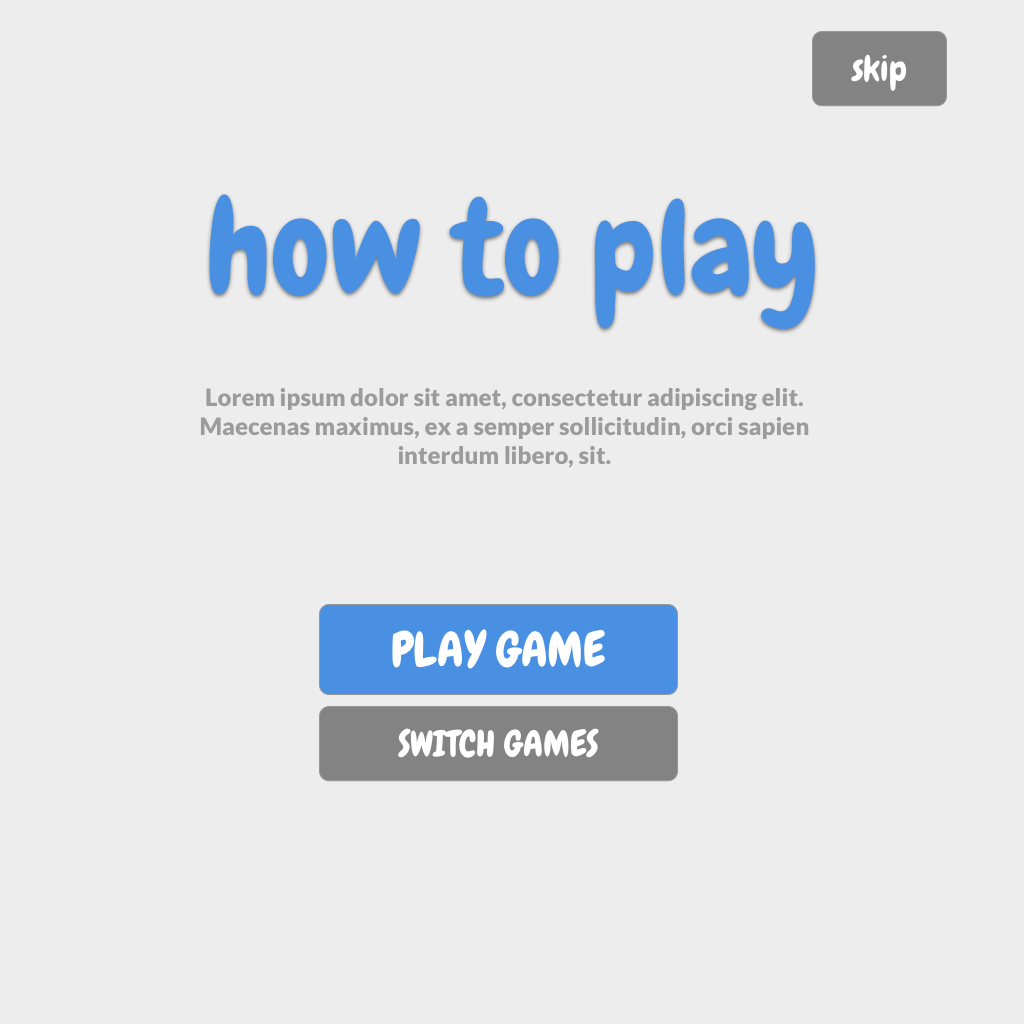 skip
how to play
Lorem ipsum dolor sit amet, consectetur adipiscing elit.
Maecenas maximus, ex a semper sollicitudin, orci sapien
interdum libero, sit.
PLAY GAME
SWITCH GAMES